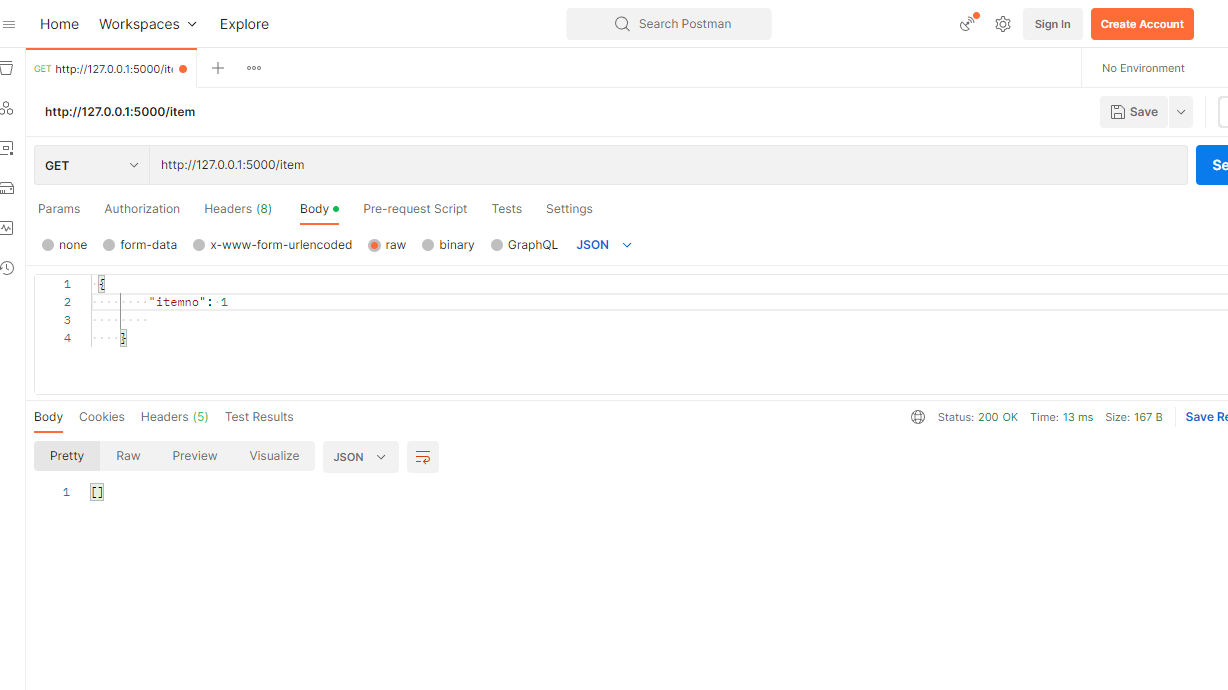 Home Workspaces Explore Search Postman Sign In Create Account
GET http://127.0.0.1:5000/ite No Environment
http://127.0.0.1:5000/item Save
GET http://127.0.0.1:5000/item Se
Params Authorization Headers (8) Body Pre-request Script Tests Settings
none form-data x-www-form-urlencoded raw binary GraphQL JSON
1 {
2 "itemno": 1
3
4 }
Body Cookies Headers (5) Test Results Status: 200 OK Time: 13 ms Size: 167 B Save Re
Pretty Raw Preview Visualize JSON
1 []